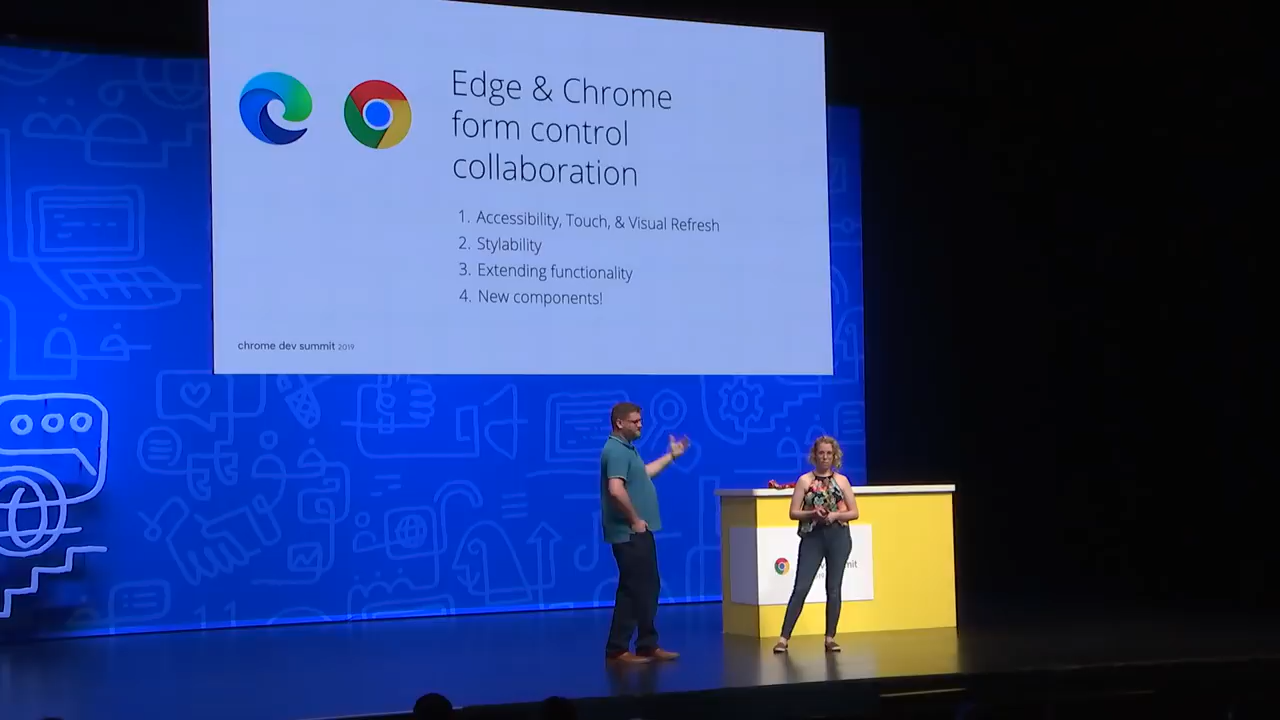 Edge & Chrome
form control
collaboration
1. Accessibility, Touch, & Visual Refresh
2. Stylability
3. Extending functionality
4. New components!
chrome dev summit 2019